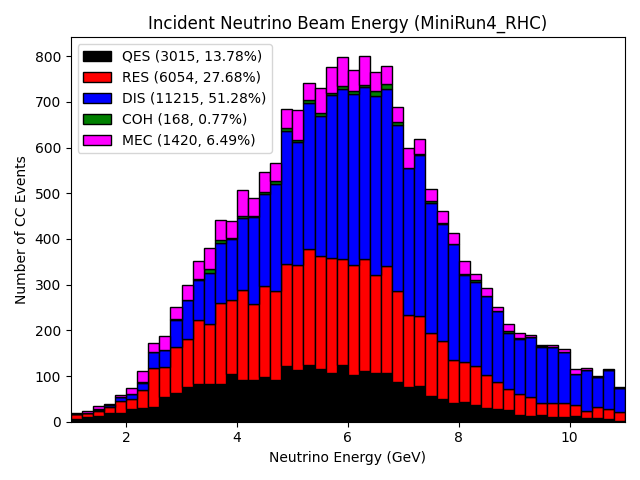 Incident Neutrino Beam Energy (MiniRun4_RHC)
QES (3015, 13.78%)
RES (6054, 27.68%)
DIS (11215, 51.28%)
COH (168, 0.77%)
MEC (1420, 6.49%)
Number of CC Events
800
700
600
500
400
300
200
100
0
2 4 6 8 10
Neutrino Energy (GeV)